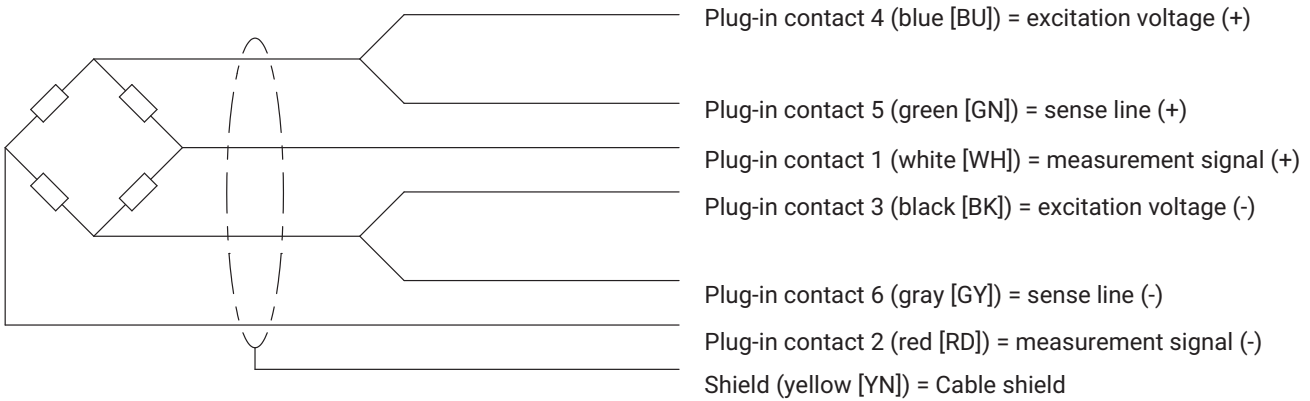 Plug-in contact 4 (blue [BU]) = excitation voltage (+)
Plug-in contact 5 (green [GN]) = sense line (+)
Plug-in contact 1 (white [WH]) = measurement signal (+)
Plug-in contact 3 (black [BK]) = excitation voltage (-)
Plug-in contact 6 (gray [GY]) = sense line (-)
Plug-in contact 2 (red [RD]) = measurement signal (-)
Shield (yellow [YN]) = Cable shield